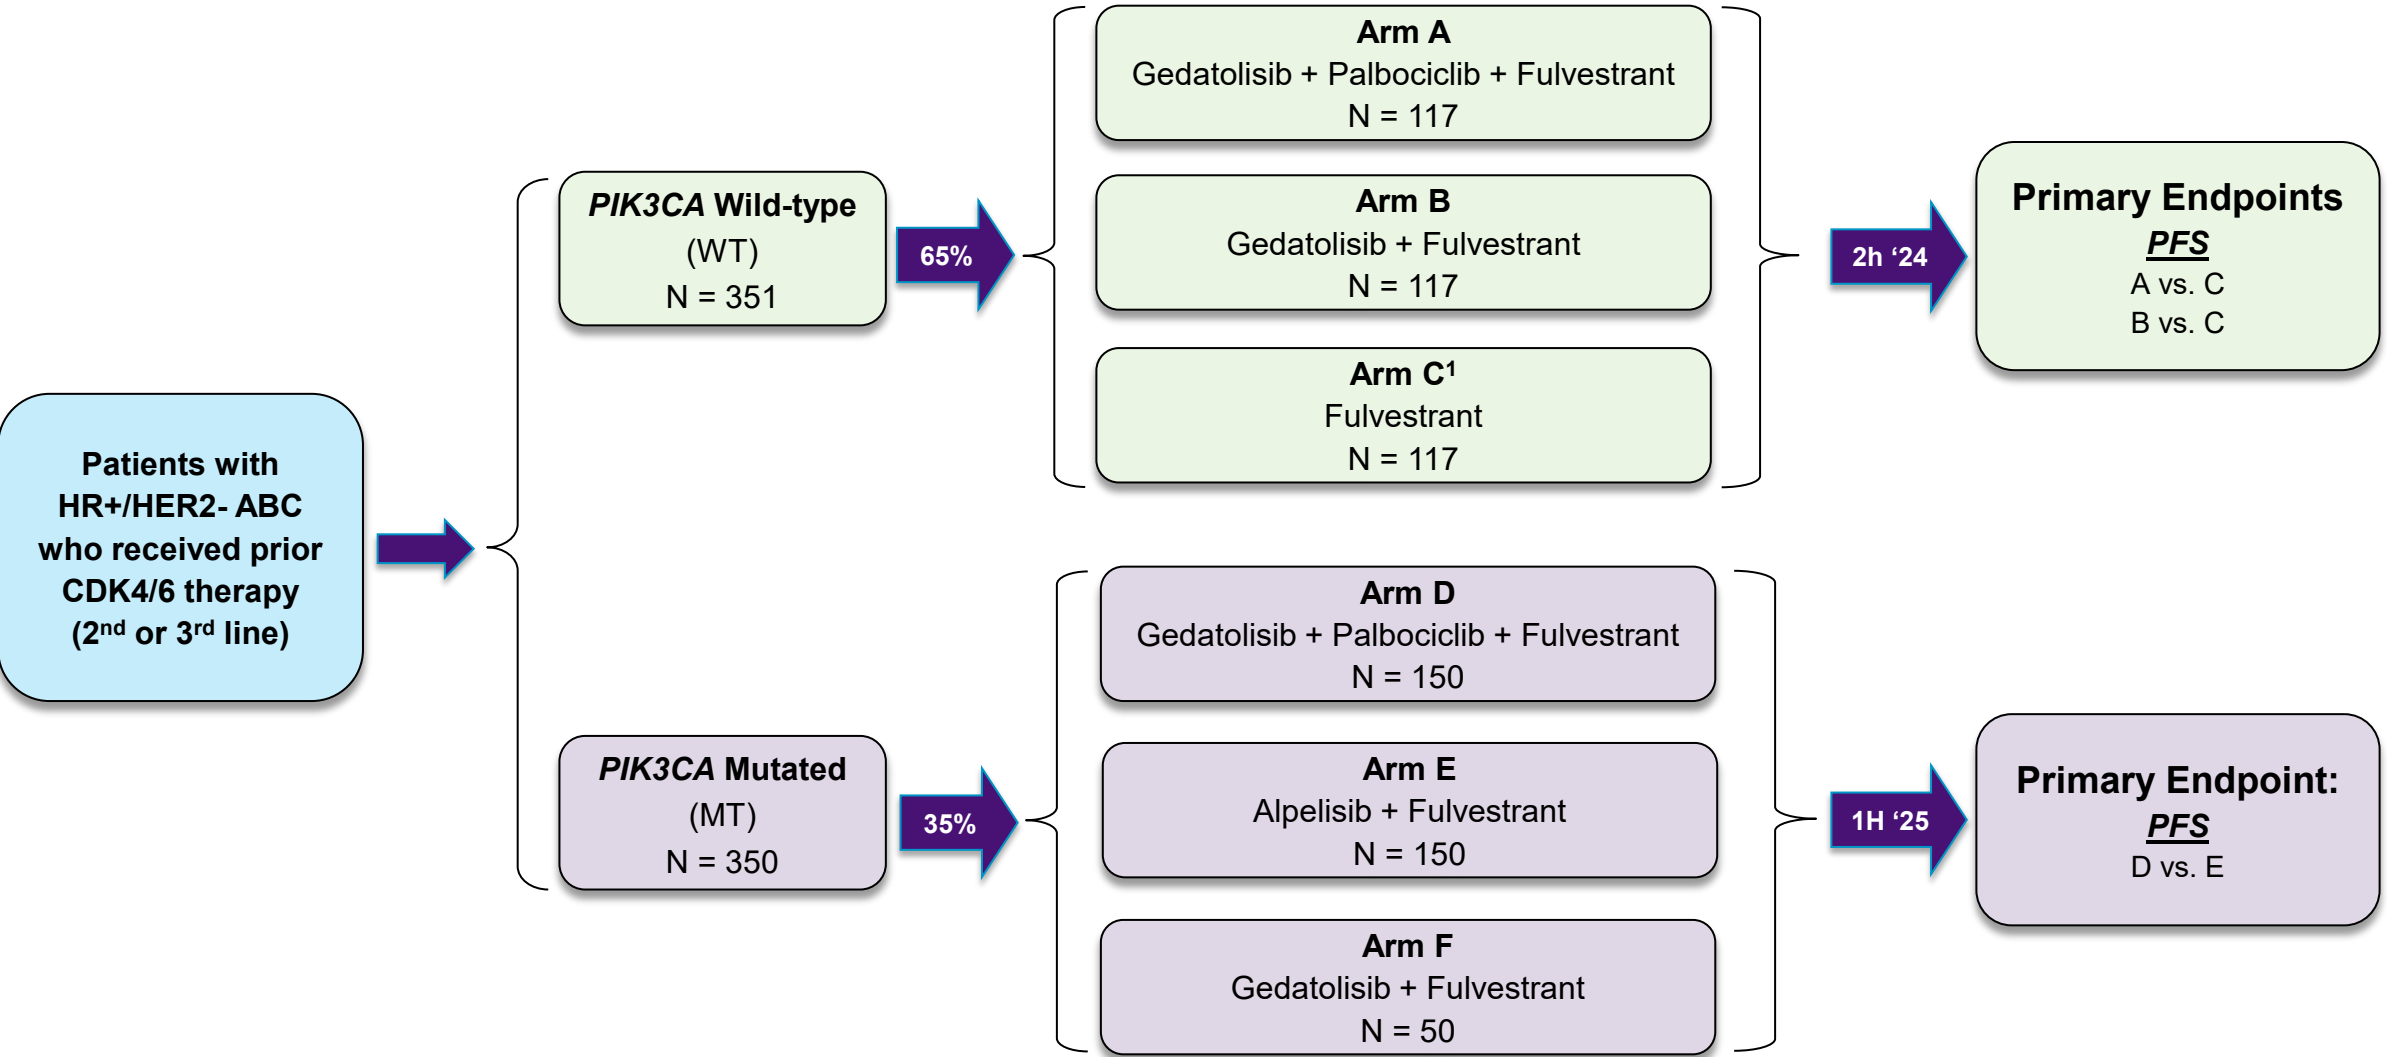 Patients with
HR+/HER2- ABC
who received prior
CDK4/6 therapy
(2nd or 3rd line)
PIK3CA Wild-type
(WT)
N = 351
65%
Arm A
Gedatolisib + Palbociclib + Fulvestrant
N = 117
Arm B
Gedatolisib + Fulvestrant
N = 117
Arm C¹
Fulvestrant
N = 117
2h ‘24
Primary Endpoints
PFS
A vs. C
B vs. C
PIK3CA Mutated
(MT)
N = 350
35%
Arm D
Gedatolisib + Palbociclib + Fulvestrant
N = 150
Arm E
Alpelisib + Fulvestrant
N = 150
Arm F
Gedatolisib + Fulvestrant
N = 50
1H ‘25
Primary Endpoint:
PFS
D vs. E